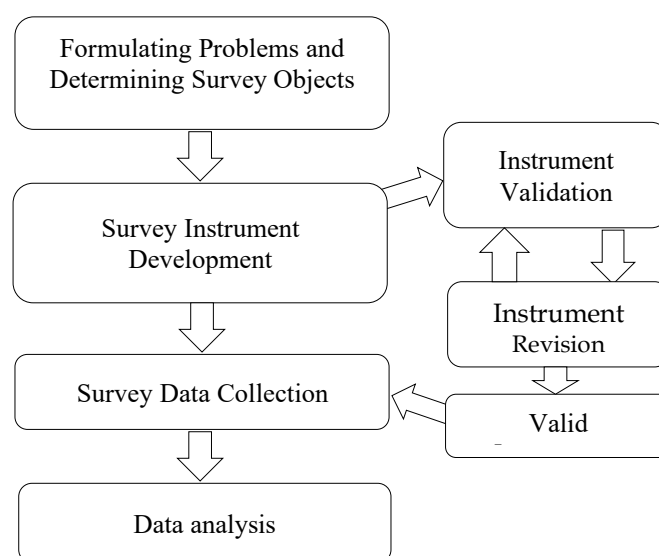 Formulating Problems and
Determining Survey Objects
Instrument
Validation
Survey Instrument
Development
Instrument
Revision
Survey Data Collection
Valid
Data analysis